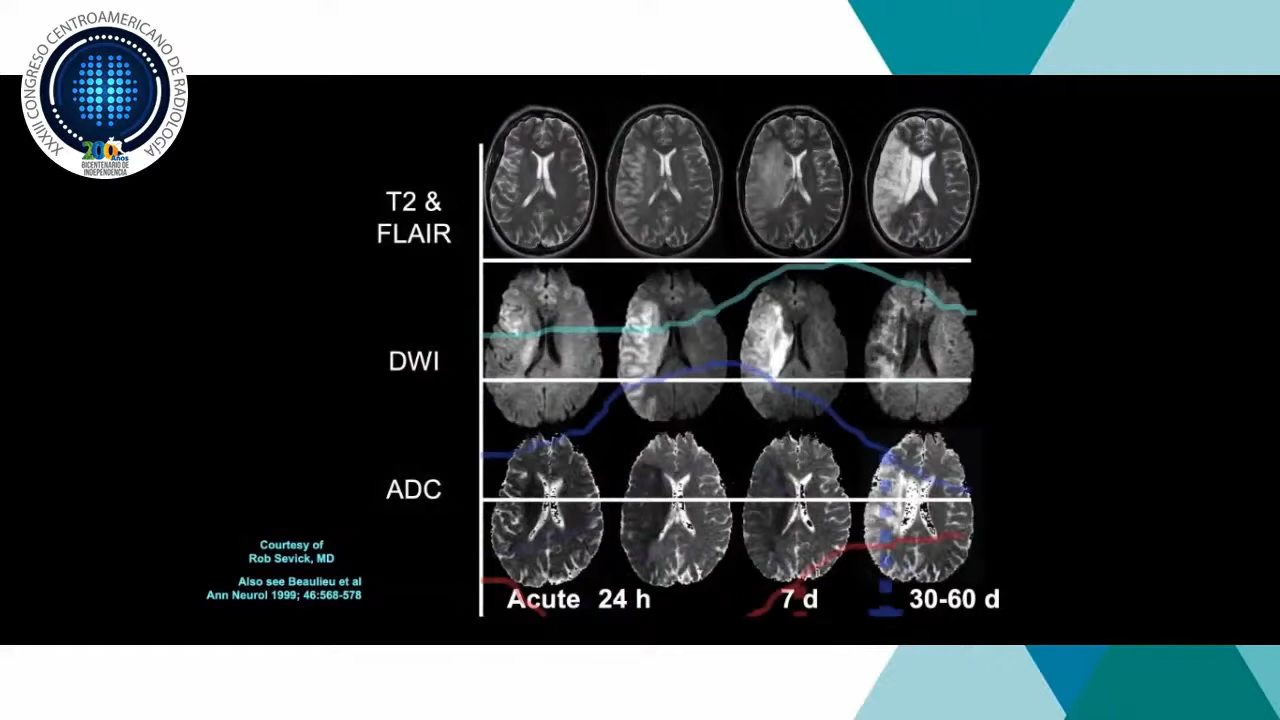 XXXIII CONGRESO CENTROAMERICANO DE RADIOLOGÍA
200 Años
BICENTENARIO DE
INDEPENDENCIA
T2 &
FLAIR
DWI
ADC
Courtesy of
Rob Sevick, MD
Also see Beaulieu et al
Ann Neurol 1999; 46:568-578
Acute 24 h 7 d 30-60 d